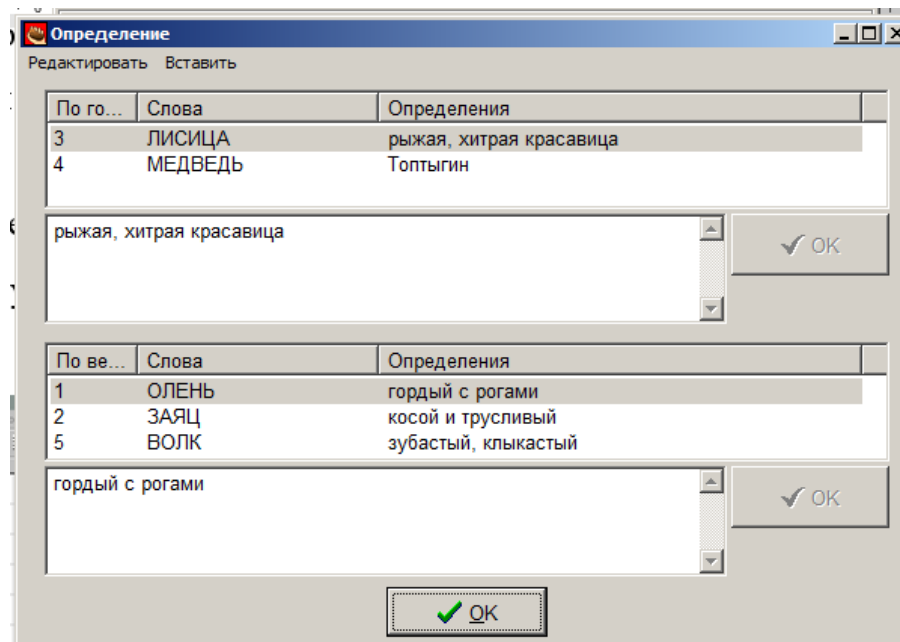 Определение
Редактировать Вставить
По го... Слова Определения
3 ЛИСИЦА рыжая, хитрая красавица
4 МЕДВЕДЬ Топтыгин
рыжая, хитрая красавица
OK
По ве... Слова Определения
1 ОЛЕНЬ гордый с рогами
2 ЗАЯЦ косой и трусливый
5 ВОЛК зубастый, клыкастый
гордый с рогами
OK
OK